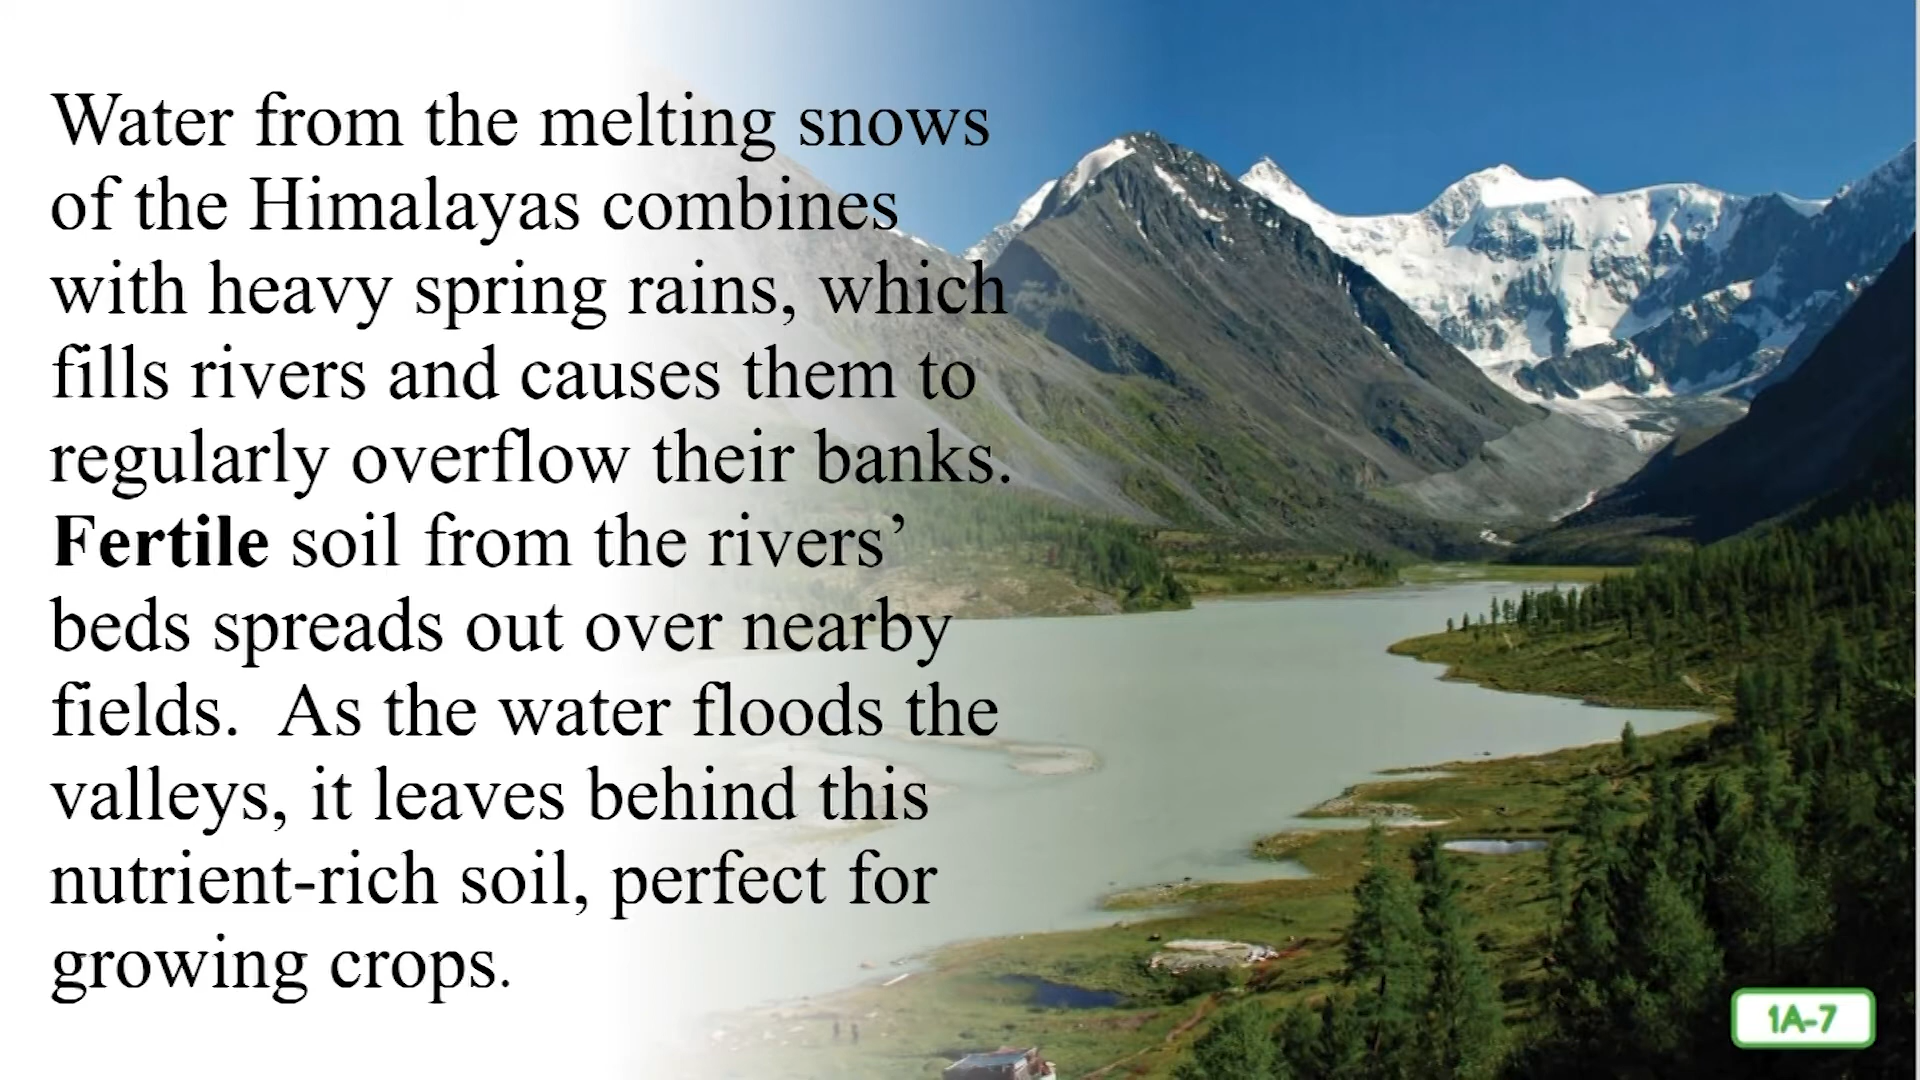 Water from the melting snows
of the Himalayas combines
with heavy spring rains, which
fills rivers and causes them to
regularly overflow their banks.
Fertile soil from the rivers’
beds spreads out over nearby
fields.  As the water floods the
valleys, it leaves behind this
nutrient-rich soil, perfect for
growing crops.
1A-7